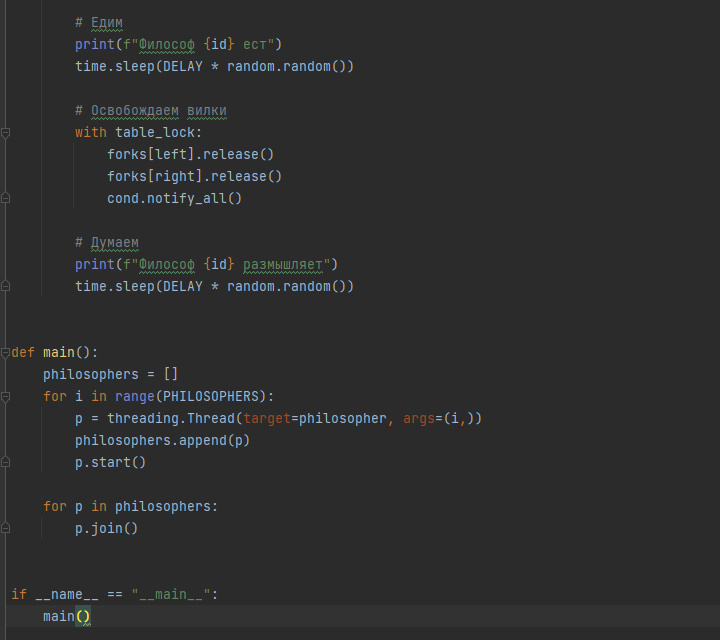 # Едим
print(f"Философ {id} ест")
time.sleep(DELAY * random.random())
# Освобождаем вилки
with table_lock:
forks[left].release()
forks[right].release()
cond.notify_all()
# Думаем
print(f"Философ {id} размышляет")
time.sleep(DELAY * random.random())
def main():
philosophers = []
for i in range(PHILOSOPHERS):
p = threading.Thread(target=philosopher, args=(i,))
philosophers.append(p)
p.start()
for p in philosophers:
p.join()
if __name__ == "__main__":
main()